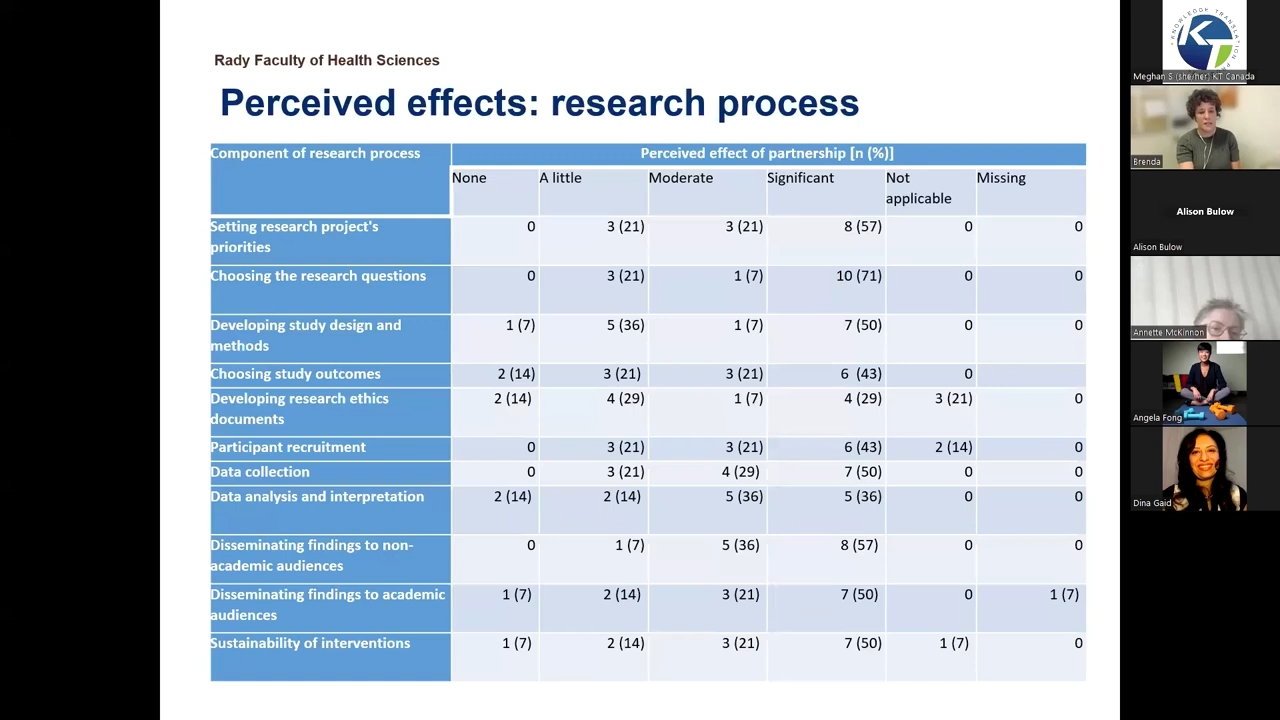 Rady Faculty of Health Sciences
Perceived effects: research process
Component of research process
Perceived effect of partnership [n (%)]
None A little Moderate Significant Not applicable Missing
Setting research project's priorities 0 3 (21) 3 (21) 8 (57) 0 0
Choosing the research questions 0 3 (21) 1 (7) 10 (71) 0 0
Developing study design and methods 1 (7) 5 (36) 1 (7) 7 (50) 0 0
Choosing study outcomes 2 (14) 3 (21) 3 (21) 6 (43) 0
Developing research ethics documents 2 (14) 4 (29) 1 (7) 4 (29) 3 (21) 0
Participant recruitment 0 3 (21) 3 (21) 6 (43) 2 (14) 0
Data collection 0 3 (21) 4 (29) 7 (50) 0 0
Data analysis and interpretation 2 (14) 2 (14) 5 (36) 5 (36) 0 0
Disseminating findings to non-academic audiences 0 1 (7) 5 (36) 8 (57) 0 0
Disseminating findings to academic audiences 1 (7) 2 (14) 3 (21) 7 (50) 0 1 (7)
Sustainability of interventions 1 (7) 2 (14) 3 (21) 7 (50) 1 (7) 0
KNOWLEDGE TRANSLATION
KT
Meghan S (she/her) KT Canada
Brenda
Alison Bulow
Alison Bulow
Annette McKinnon
Angela Fong
Dina Gaid